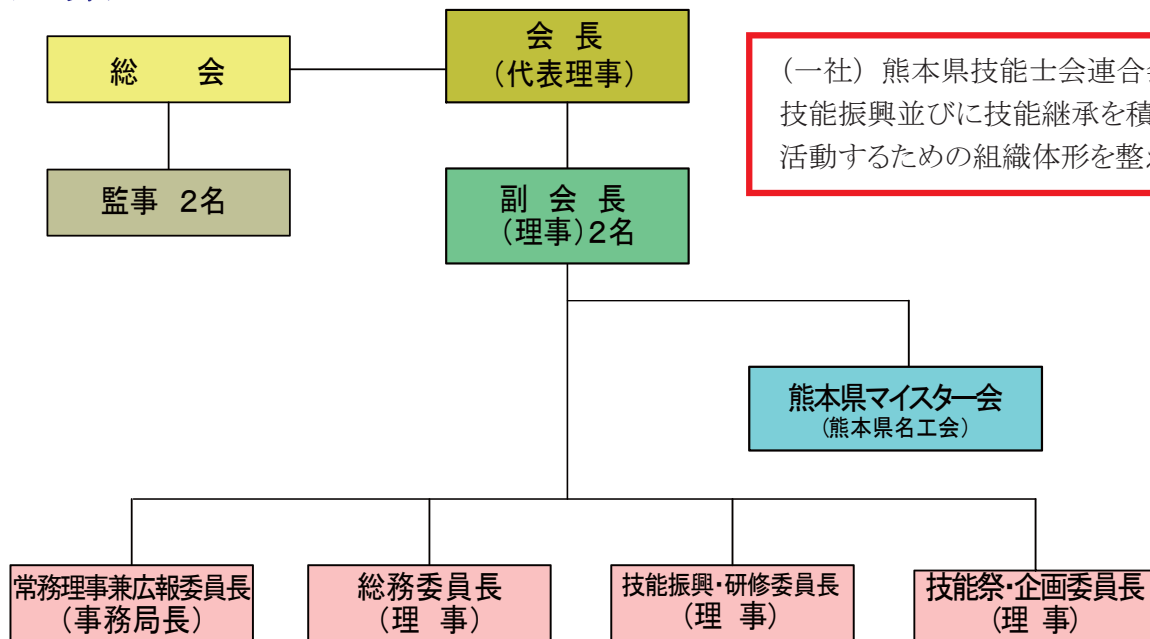 総　会
会 長
(代表理事)
(一社) 熊本県技能士会連合
技能振興並びに技能継承を積
活動するための組織体形を整
監事 2名
副 会 長
(理事)2名
熊本県マイスター会
(熊本県名工会)
常務理事兼広報委員長
(事務局長)
総務委員長
(理 事)
技能振興・研修委員長
(理 事)
技能祭・企画委員長
(理 事)